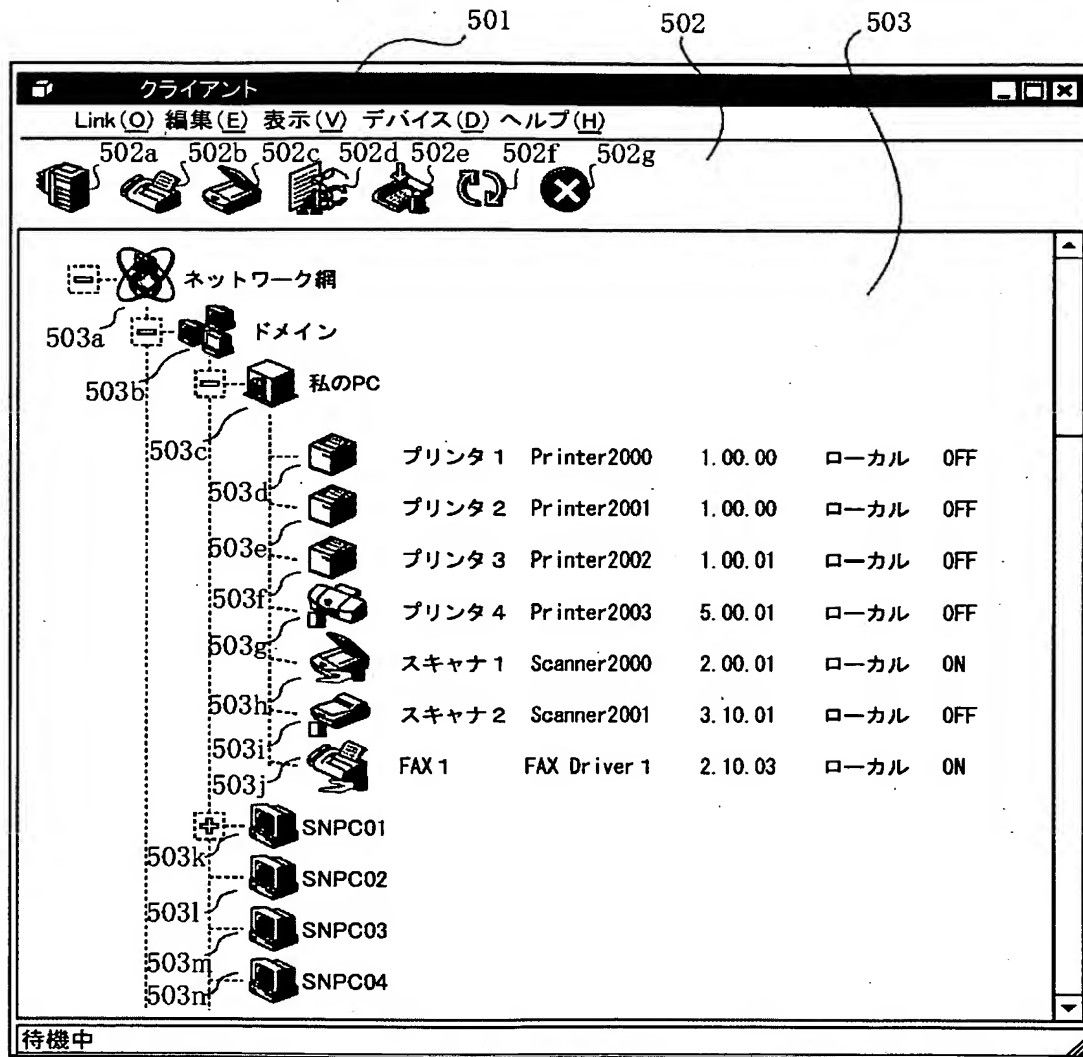 501 502 503
クライアント
Link(O) 編集(E) 表示(V) デバイス(D) ヘルプ(H)
502a 502b 502c 502d 502e 502f 502g
ネットワーク網
503a
ドメイン
503b
私のPC
503c
プリンタ1 Printer2000 1.00.00 ローカル OFF
503d
プリンタ2 Printer2001 1.00.00 ローカル OFF
503e
プリンタ3 Printer2002 1.00.01 ローカル OFF
503f
プリンタ4 Printer2003 5.00.01 ローカル OFF
503g
スキャナ1 Scanner2000 2.00.01 ローカル ON
503h
スキャナ2 Scanner2001 3.10.01 ローカル OFF
503i
FAX1 FAX Driver1 2.10.03 ローカル ON
503j
SNPC01
503k
SNPC02
503l
SNPC03
503m
SNPC04
503n
待機中